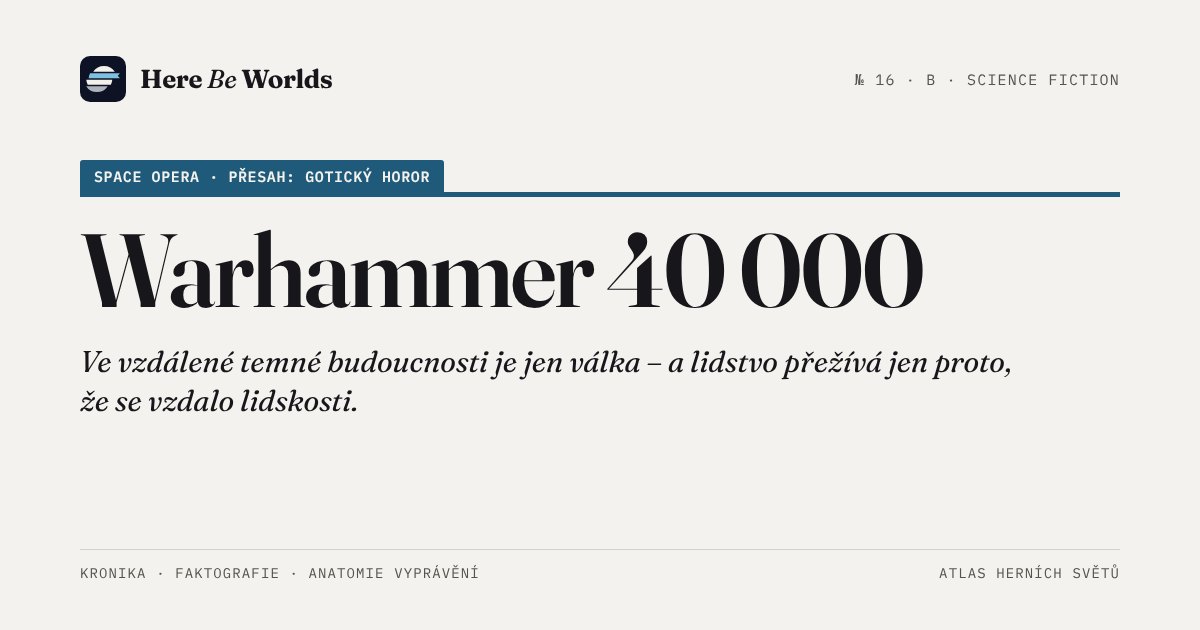 Here Be Worlds
№ 16 · B · SCIENCE FICTION
SPACE OPERA · PŘESAH: GOTICKÝ HOROR
Warhammer 40 000
Ve vzdálené temné budoucnosti je jen válka – a lidstvo přežívá jen proto,
že se vzdalo lidskosti.
KRONIKA · FAKTOGRAFIE · ANATOMIE VYPRÁVĚNÍ
ATLAS HERNÍCH SVĚTŮ